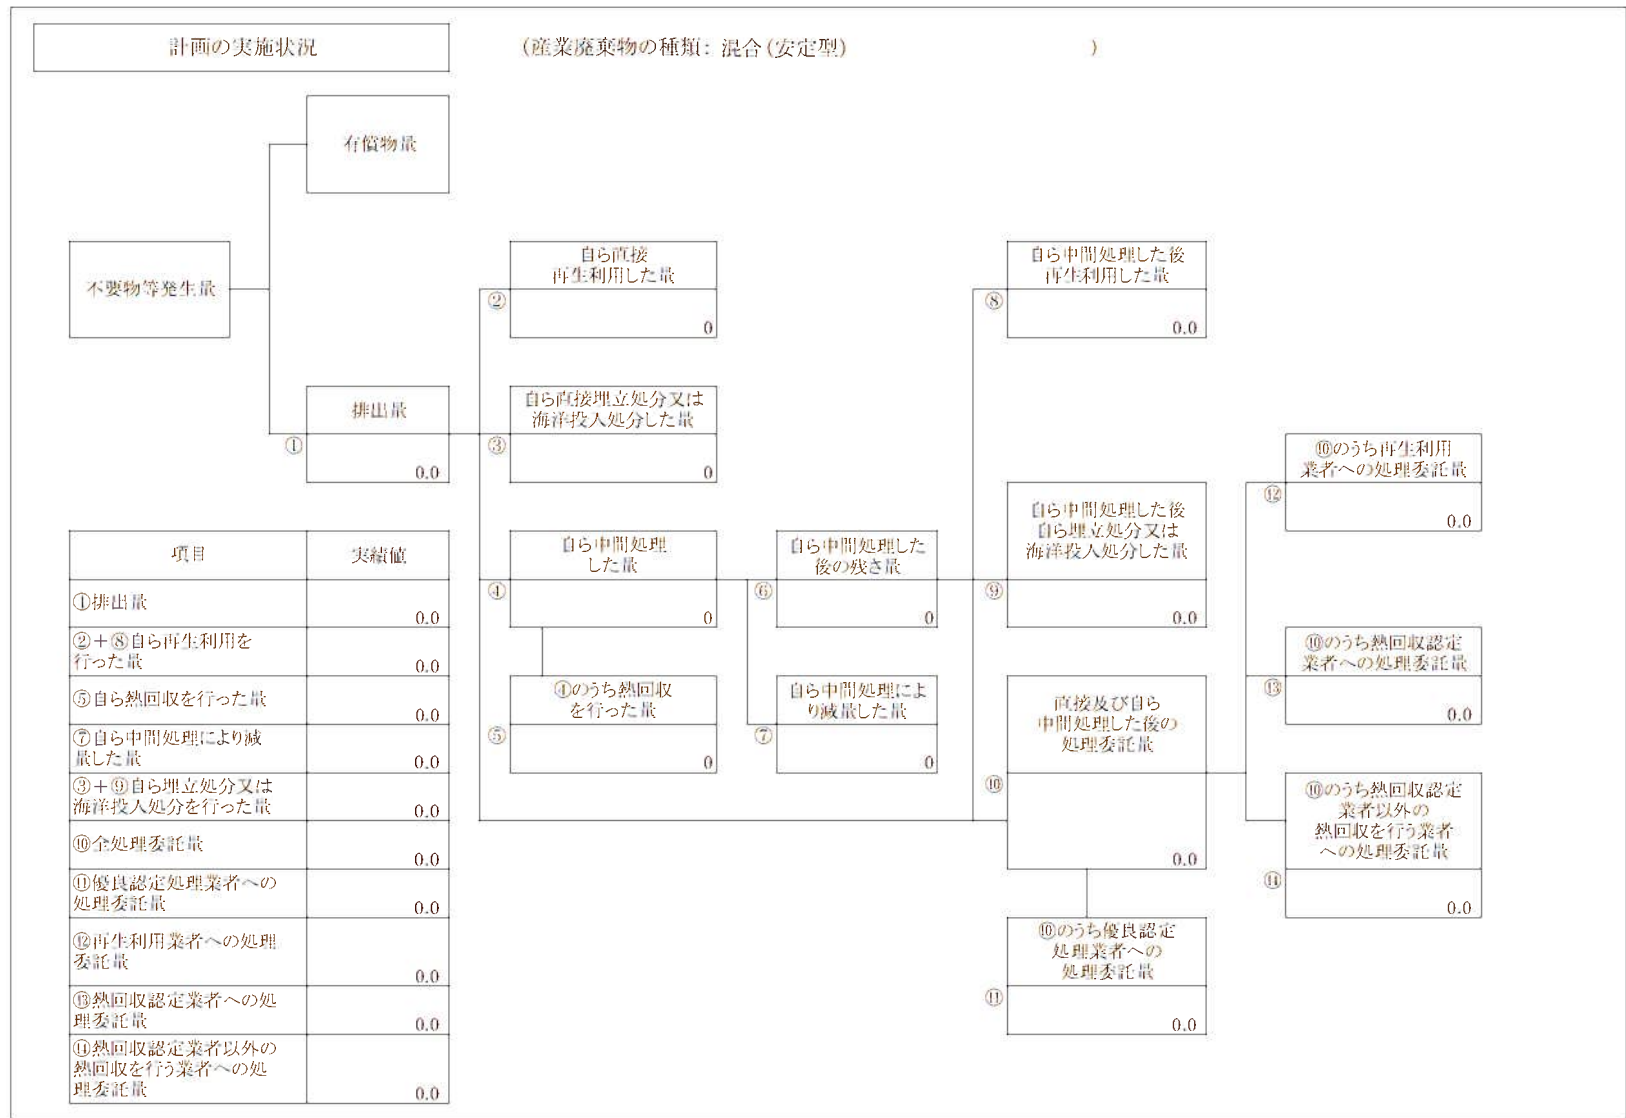 計画の実施状況
（産業廃棄物の種類：混合（安定型）　）
有償物量
不要物等発生量
自ら直接
再生利用した量
②
0
自ら中間処理した後
再生利用した量
⑧
0.0
排出量
①
0.0
自ら直接埋立処分又は
海洋投入処分した量
③
0
⑩のうち再生利用
業者への処理委託量
⑫
0.0
自ら中間処理
した量
④
0
自ら中間処理した
後の残さ量
⑥
0
自ら中間処理した後
自ら埋立処分又は
海洋投入処分した量
⑨
0.0
⑩のうち熱回収認定
業者への処理委託量
⑬
0.0
④のうち熱回収
を行った量
⑤
0
自ら中間処理によ
り減量した量
⑦
0
直接及び自ら
中間処理した後の
処理委託量
⑩
0.0
⑩のうち熱回収認定
業者以外の
熱回収を行う業者
への処理委託量
⑭
0.0
⑩のうち優良認定
処理業者への
処理委託量
⑪
0.0
項目 実績値
①排出量
0.0
②＋⑧自ら再生利用を
行った量
0.0
⑤自ら熱回収を行った量
0.0
⑦自ら中間処理により減
量した量
0.0
③＋⑨自ら埋立処分又は
海洋投入処分を行った量
0.0
⑩全処理委託量
0.0
⑪優良認定処理業者への
処理委託量
0.0
⑫再生利用業者への処理
委託量
0.0
⑬熱回収認定業者への処
理委託量
0.0
⑭熱回収認定業者以外の
熱回収を行う業者への処
理委託量
0.0